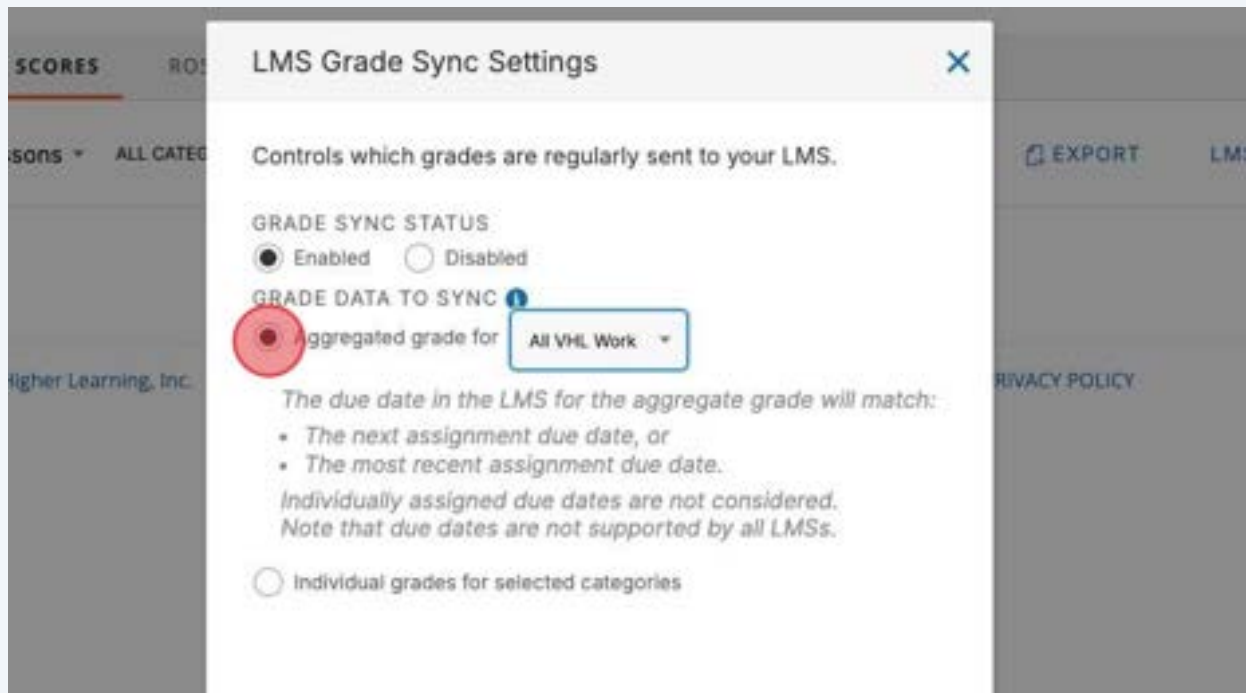 SCORES ROS
LMS Grade Sync Settings
ssons ALL CATEG
Controls which grades are regularly sent to your LMS.
EXPORT LMS
GRADE SYNC STATUS
Enabled Disabled
GRADE DATA TO SYNC
Aggregated grade for All VHL Work
Higher Learning, Inc. RIVACY POLICY
The due date in the LMS for the aggregate grade will match:
• The next assignment due date, or
• The most recent assignment due date.
Individually assigned due dates are not considered.
Note that due dates are not supported by all LMSs.
Individual grades for selected categories